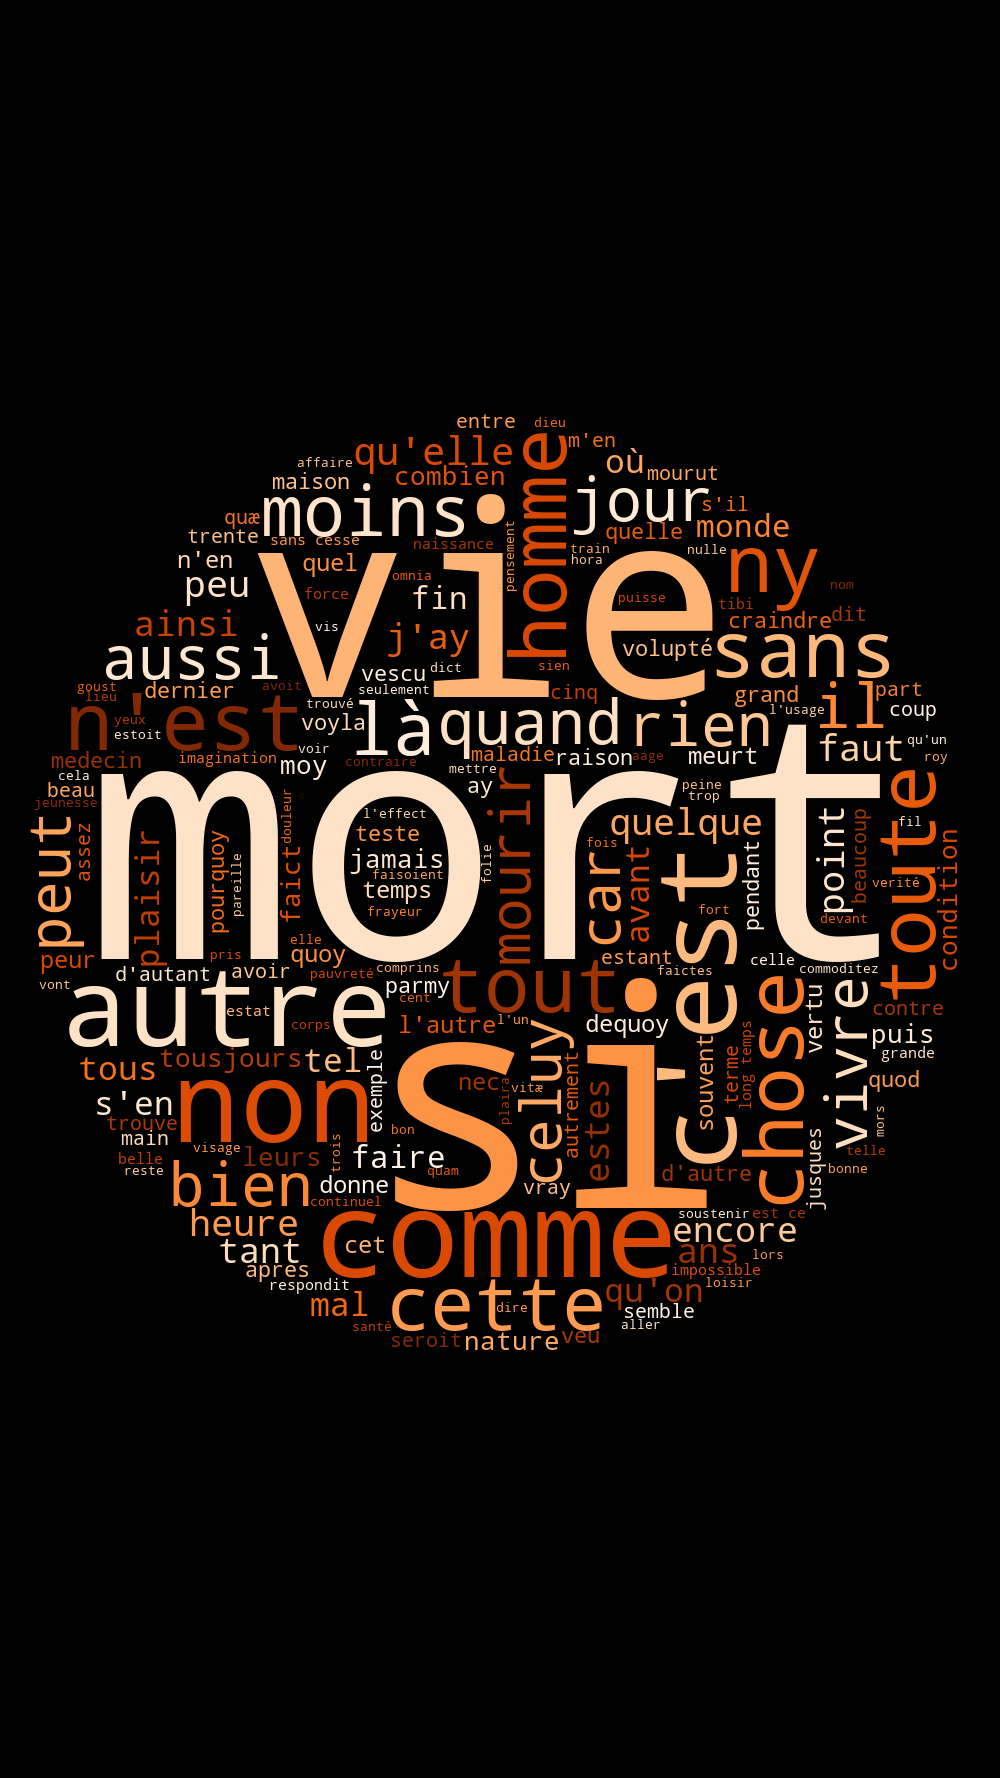 entre
dieu
qu'elle
homme
m'en
affaire
combien
où
mourut
maison
moins
jour
s'il
quæ
trente
sans cesse
naissance
pensement
quelle
monde
n'en
quel
vie
train
hora
nulle
ny
peu
omnia
force
fin
puisse
tibi
nom
ainsi
vis
j'ay
craindre
dit
aussi
dict
volupté
sans
vescu
sien
goust
lieu
dernier
avoit
seulement
cinq
grand
part
n'est
trouvé
là
quand
rien
l'usage
il
coup
yeux
estoit
voyla
voir
medecin
imagination
moy
contraire
maladie
raison
aage
meurt
faut
qu'un
roy
cela
mettre
beau
jeunesse
mort
ay
peine
trop
toute
peut
assez
plaisir
pourquoy
pareille
douleur
faict
l'effect
teste
jamais
faisoient
temps
frayeur
folie
mourir
fois
car
quelque
avant
c'est
fort
pendant
point
devant
beaucoup
fil
verité
condition
peur
pris
elle
quoy
estant
celle
vont
d'autant
avoir
pauvreté
comprins
parmy
faictes
commoditez
autre
estat
corps
cent
tout
l'autre
l'un
dequoy
chose
vertu
vivre
contre
puis
grande
tous
tousjours
tel
exemple
si
nec
vitæ
plaira
celuy
autrement
estes
souvent
terme
long temps
quod
s'en
non
trouve
main
belle
reste
visage
leurs
trois
bon
faire
quam
d'autre
jusques
mors
telle
bonne
bien
donne
continuel
vray
soustenir
est ce
heure
comme
encore
tant
cet
ans
lors
apres
respondit
impossible
loisir
mal
cette
dire
qu'on
semble
santé
aller
seroit
nature
veu